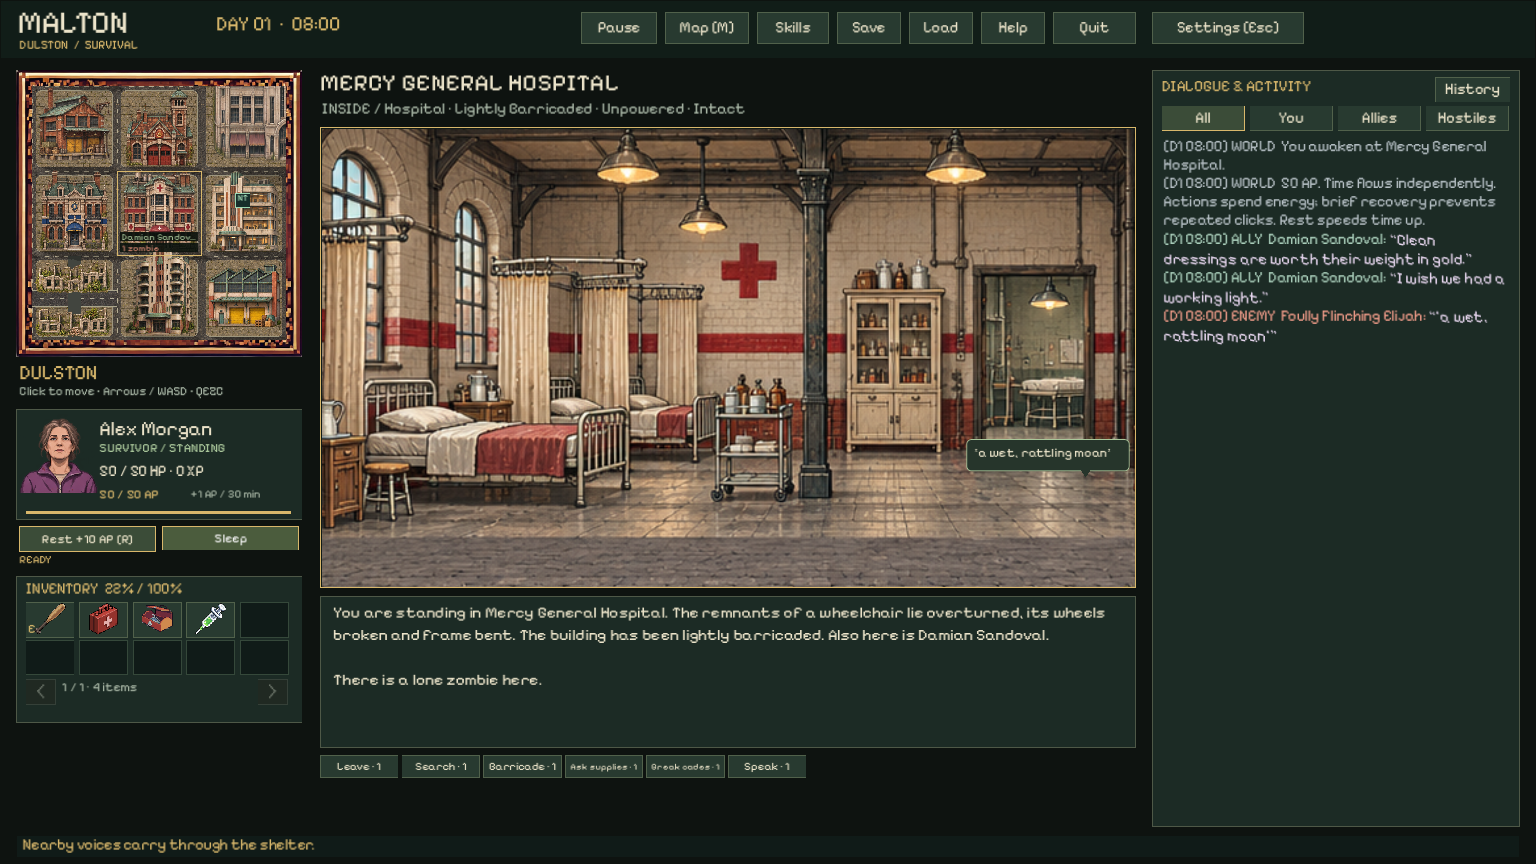 MALTON
DULSTON / SURVIVAL
DAY 01 · 08:00
Pause
Map (M)
Skills
Save
Load
Help
Quit
Settings (Esc)
NT
Damian Sandov...
1 zombie
DULSTON
Click to move · Arrows / WASD · QEZC
Alex Morgan
SURVIVOR / STANDING
50 / 50 HP · 0 XP
50 / 50 AP
+1 AP / 30 min
Rest +10 AP (R)
Sleep
READY
INVENTORY 22% / 100%
E
1 / 1 · 4 items
MERCY GENERAL HOSPITAL
INSIDE / Hospital · Lightly Barricaded · Unpowered · Intact
'a wet, rattling moan'
You are standing in Mercy General Hospital. The remnants of a wheelchair lie overturned, its wheels
broken and frame bent. The building has been lightly barricaded. Also here is Damian Sandoval.
There is a lone zombie here.
Leave · 1
Search · 1
Barricade · 1
Ask supplies · 1
Break cades · 1
Speak · 1
DIALOGUE & ACTIVITY
History
All
You
Allies
Hostiles
[D1 08:00] WORLD You awaken at Mercy General
Hospital.
[D1 08:00] WORLD 50 AP. Time flows independently.
Actions spend energy; brief recovery prevents
repeated clicks. Rest speeds time up.
[D1 08:00] ALLY Damian Sandoval: “Clean
dressings are worth their weight in gold.”
[D1 08:00] ALLY Damian Sandoval: “I wish we had a
working light.”
[D1 08:00] ENEMY Foully Flinching Elijah: “'a wet,
rattling moan'”
Nearby voices carry through the shelter.